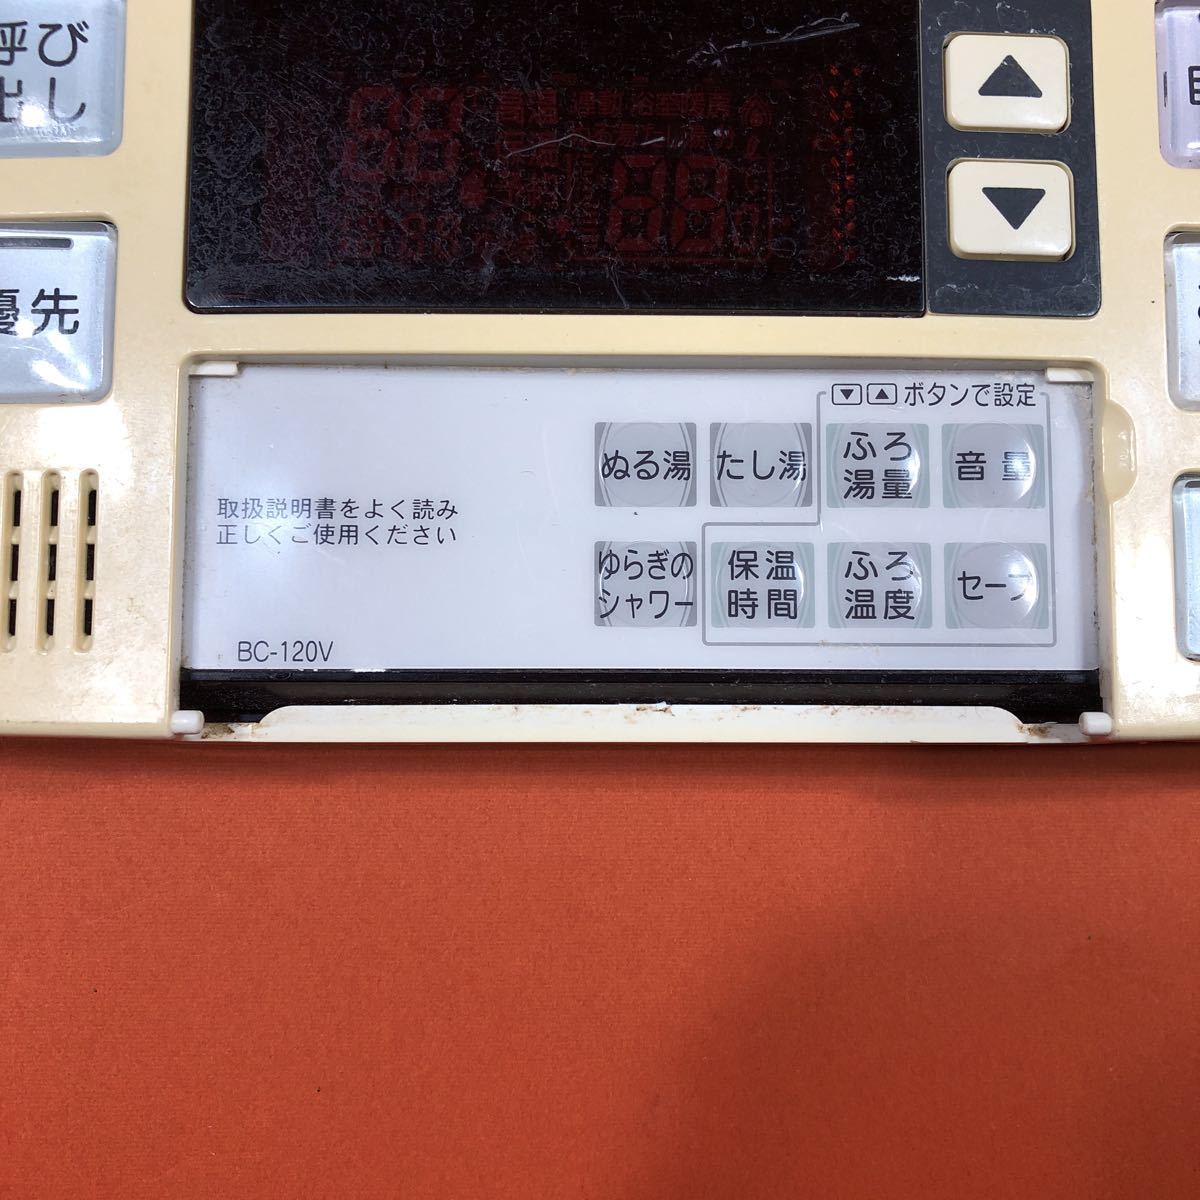 呼び
出し
優先
▼▲ボタンで設定
ぬる湯
たし湯
ふろ
湯量
音量
取扱説明書をよく読み
正しくご使用ください
ゆらぎの
シャワー
保温
時間
ふろ
温度
セーブ
BC-120V